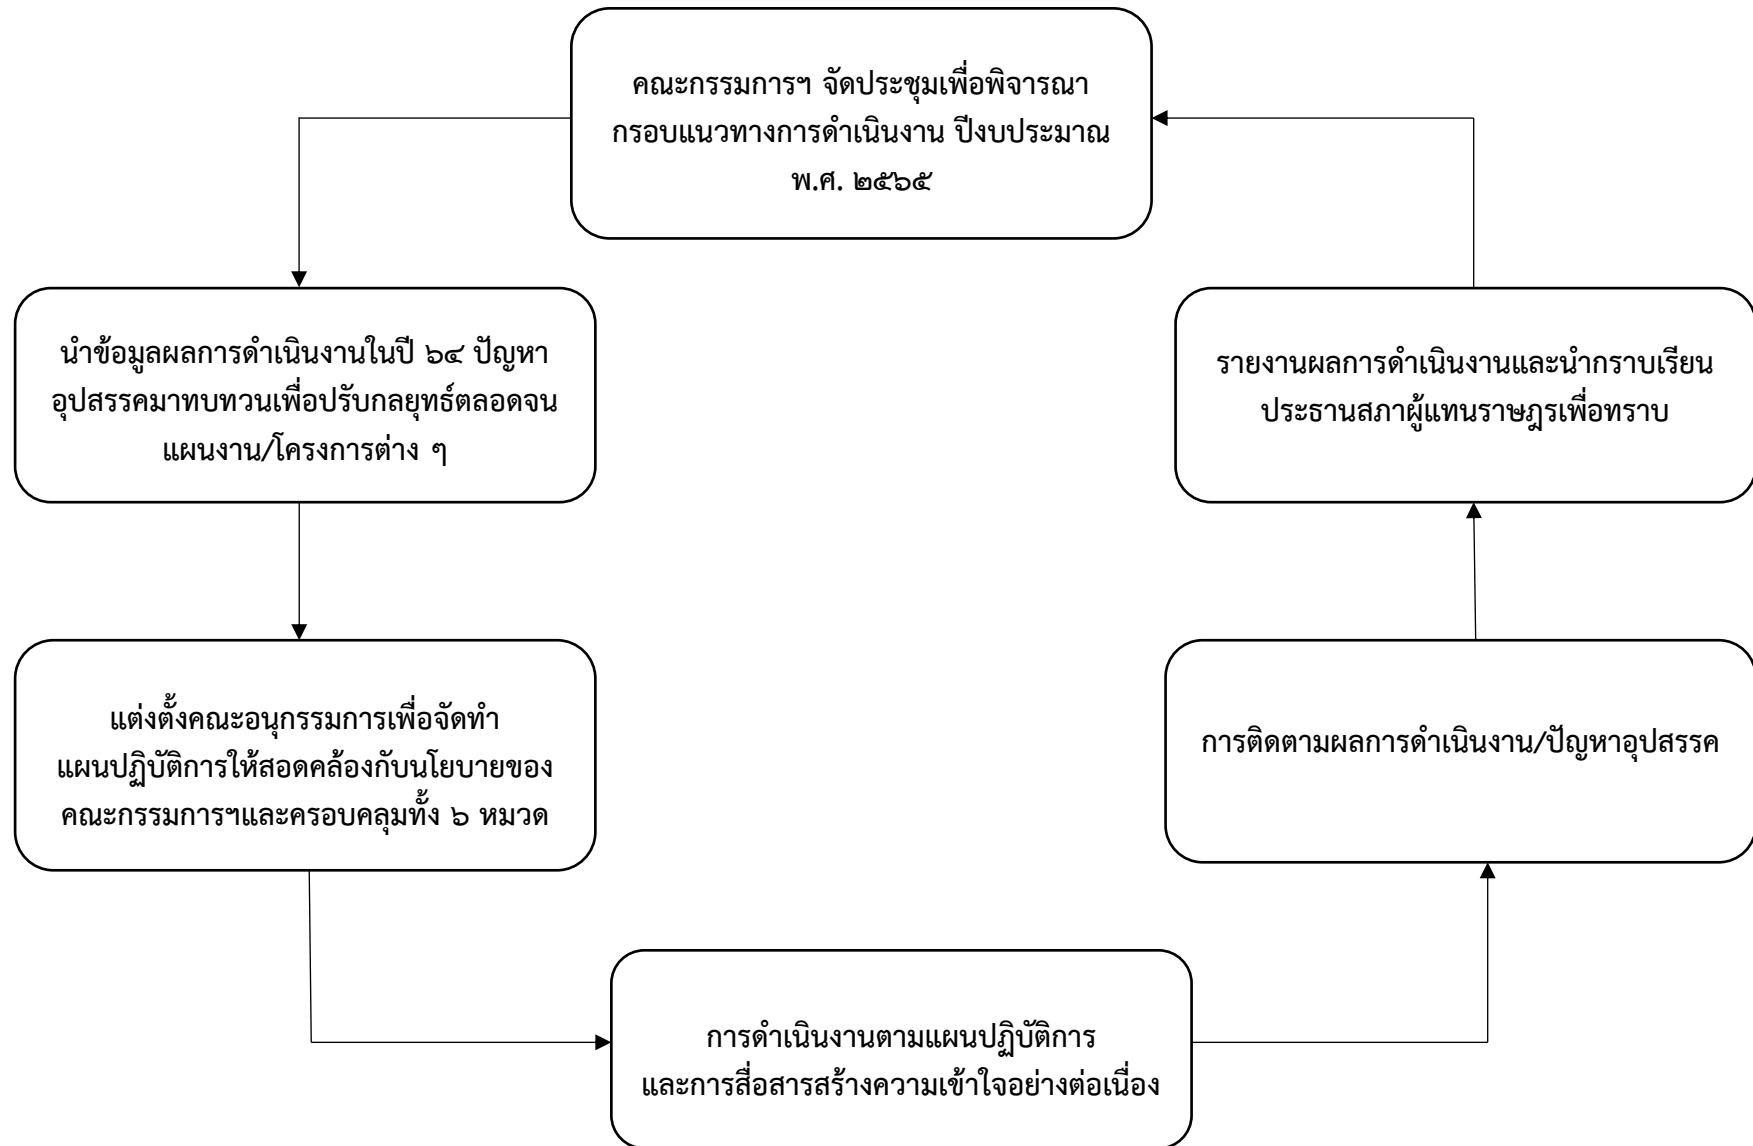 คณะกรรมการฯ จัดประชุมเพื่อพิจารณา
กรอบแนวทางการดำเนินงาน ปีงบประมาณ
พ.ศ. ๒๕๖๕
นำข้อมูลผลการดำเนินงานในปี ๖๔ ปัญหา
อุปสรรคมาทบทวนเพื่อปรับกลยุทธ์ตลอดจน
แผนงาน/โครงการต่าง ๆ
รายงานผลการดำเนินงานและนำกราบเรียน
ประธานสภาผู้แทนราษฎรเพื่อทราบ
แต่งตั้งคณะอนุกรรมการเพื่อจัดทำ
แผนปฏิบัติการให้สอดคล้องกับนโยบายของ
คณะกรรมการฯและครอบคลุมทั้ง ๖ หมวด
การติดตามผลการดำเนินงาน/ปัญหาอุปสรรค
การดำเนินงานตามแผนปฏิบัติการ
และการสื่อสารสร้างความเข้าใจอย่างต่อเนื่อง